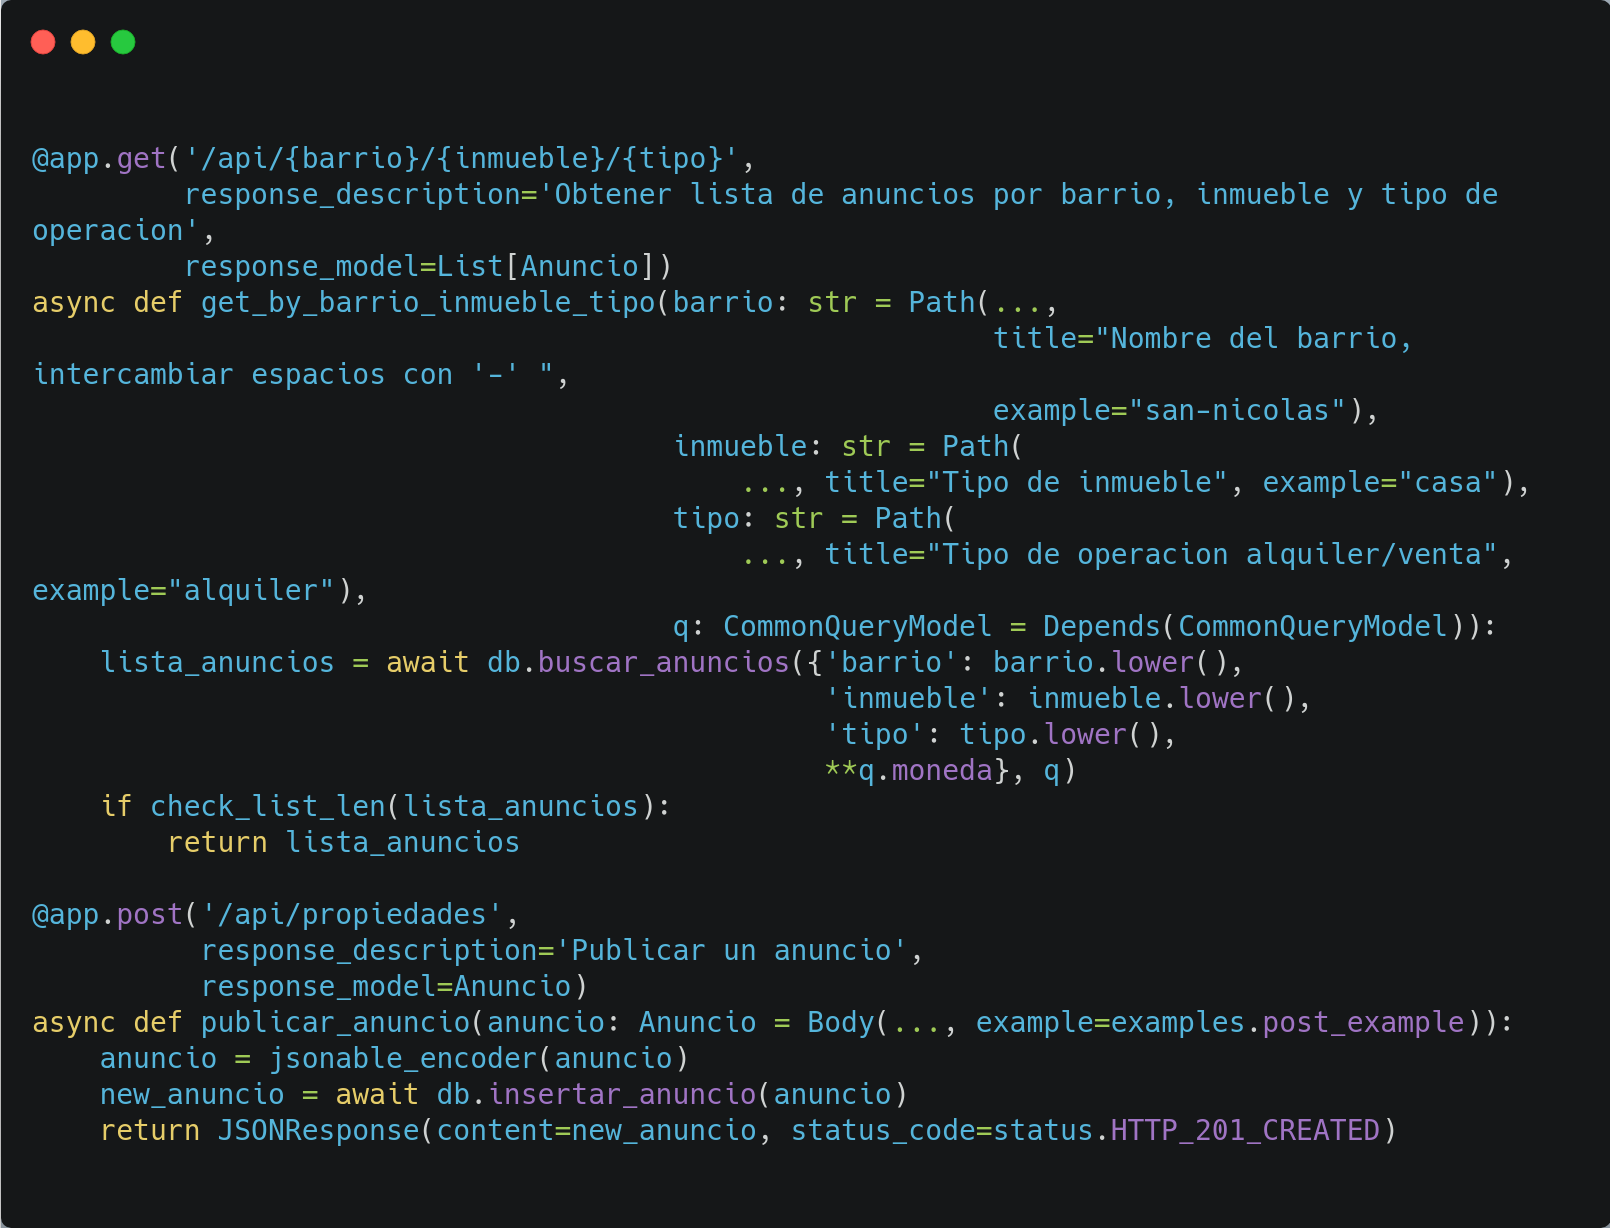 @app.get('/api/{barrio}/{inmueble}/{tipo}',
         response_description='Obtener lista de anuncios por barrio, inmueble y tipo de
operacion',
         response_model=List[Anuncio])
async def get_by_barrio_inmueble_tipo(barrio: str = Path(...,
                                                         title="Nombre del barrio,
intercambiar espacios con '-' ",
                                                         example="san-nicolas"),
                                      inmueble: str = Path(
                                          ..., title="Tipo de inmueble", example="casa"),
                                      tipo: str = Path(
                                          ..., title="Tipo de operacion alquiler/venta",
example="alquiler"),
                                      q: CommonQueryModel = Depends(CommonQueryModel)):
    lista_anuncios = await db.buscar_anuncios({'barrio': barrio.lower(),
                                               'inmueble': inmueble.lower(),
                                               'tipo': tipo.lower(),
                                               **q.moneda}, q)
    if check_list_len(lista_anuncios):
        return lista_anuncios

@app.post('/api/propiedades',
          response_description='Publicar un anuncio',
          response_model=Anuncio)
async def publicar_anuncio(anuncio: Anuncio = Body(..., example=examples.post_example)):
    anuncio = jsonable_encoder(anuncio)
    new_anuncio = await db.insertar_anuncio(anuncio)
    return JSONResponse(content=new_anuncio, status_code=status.HTTP_201_CREATED)